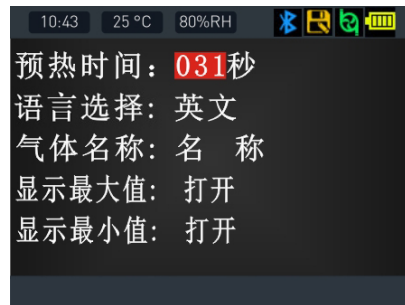 10:43 25 °C 80%RH
预热时间：031秒
语言选择：英文
气体名称：名 称
显示最大值：打开
显示最小值：打开